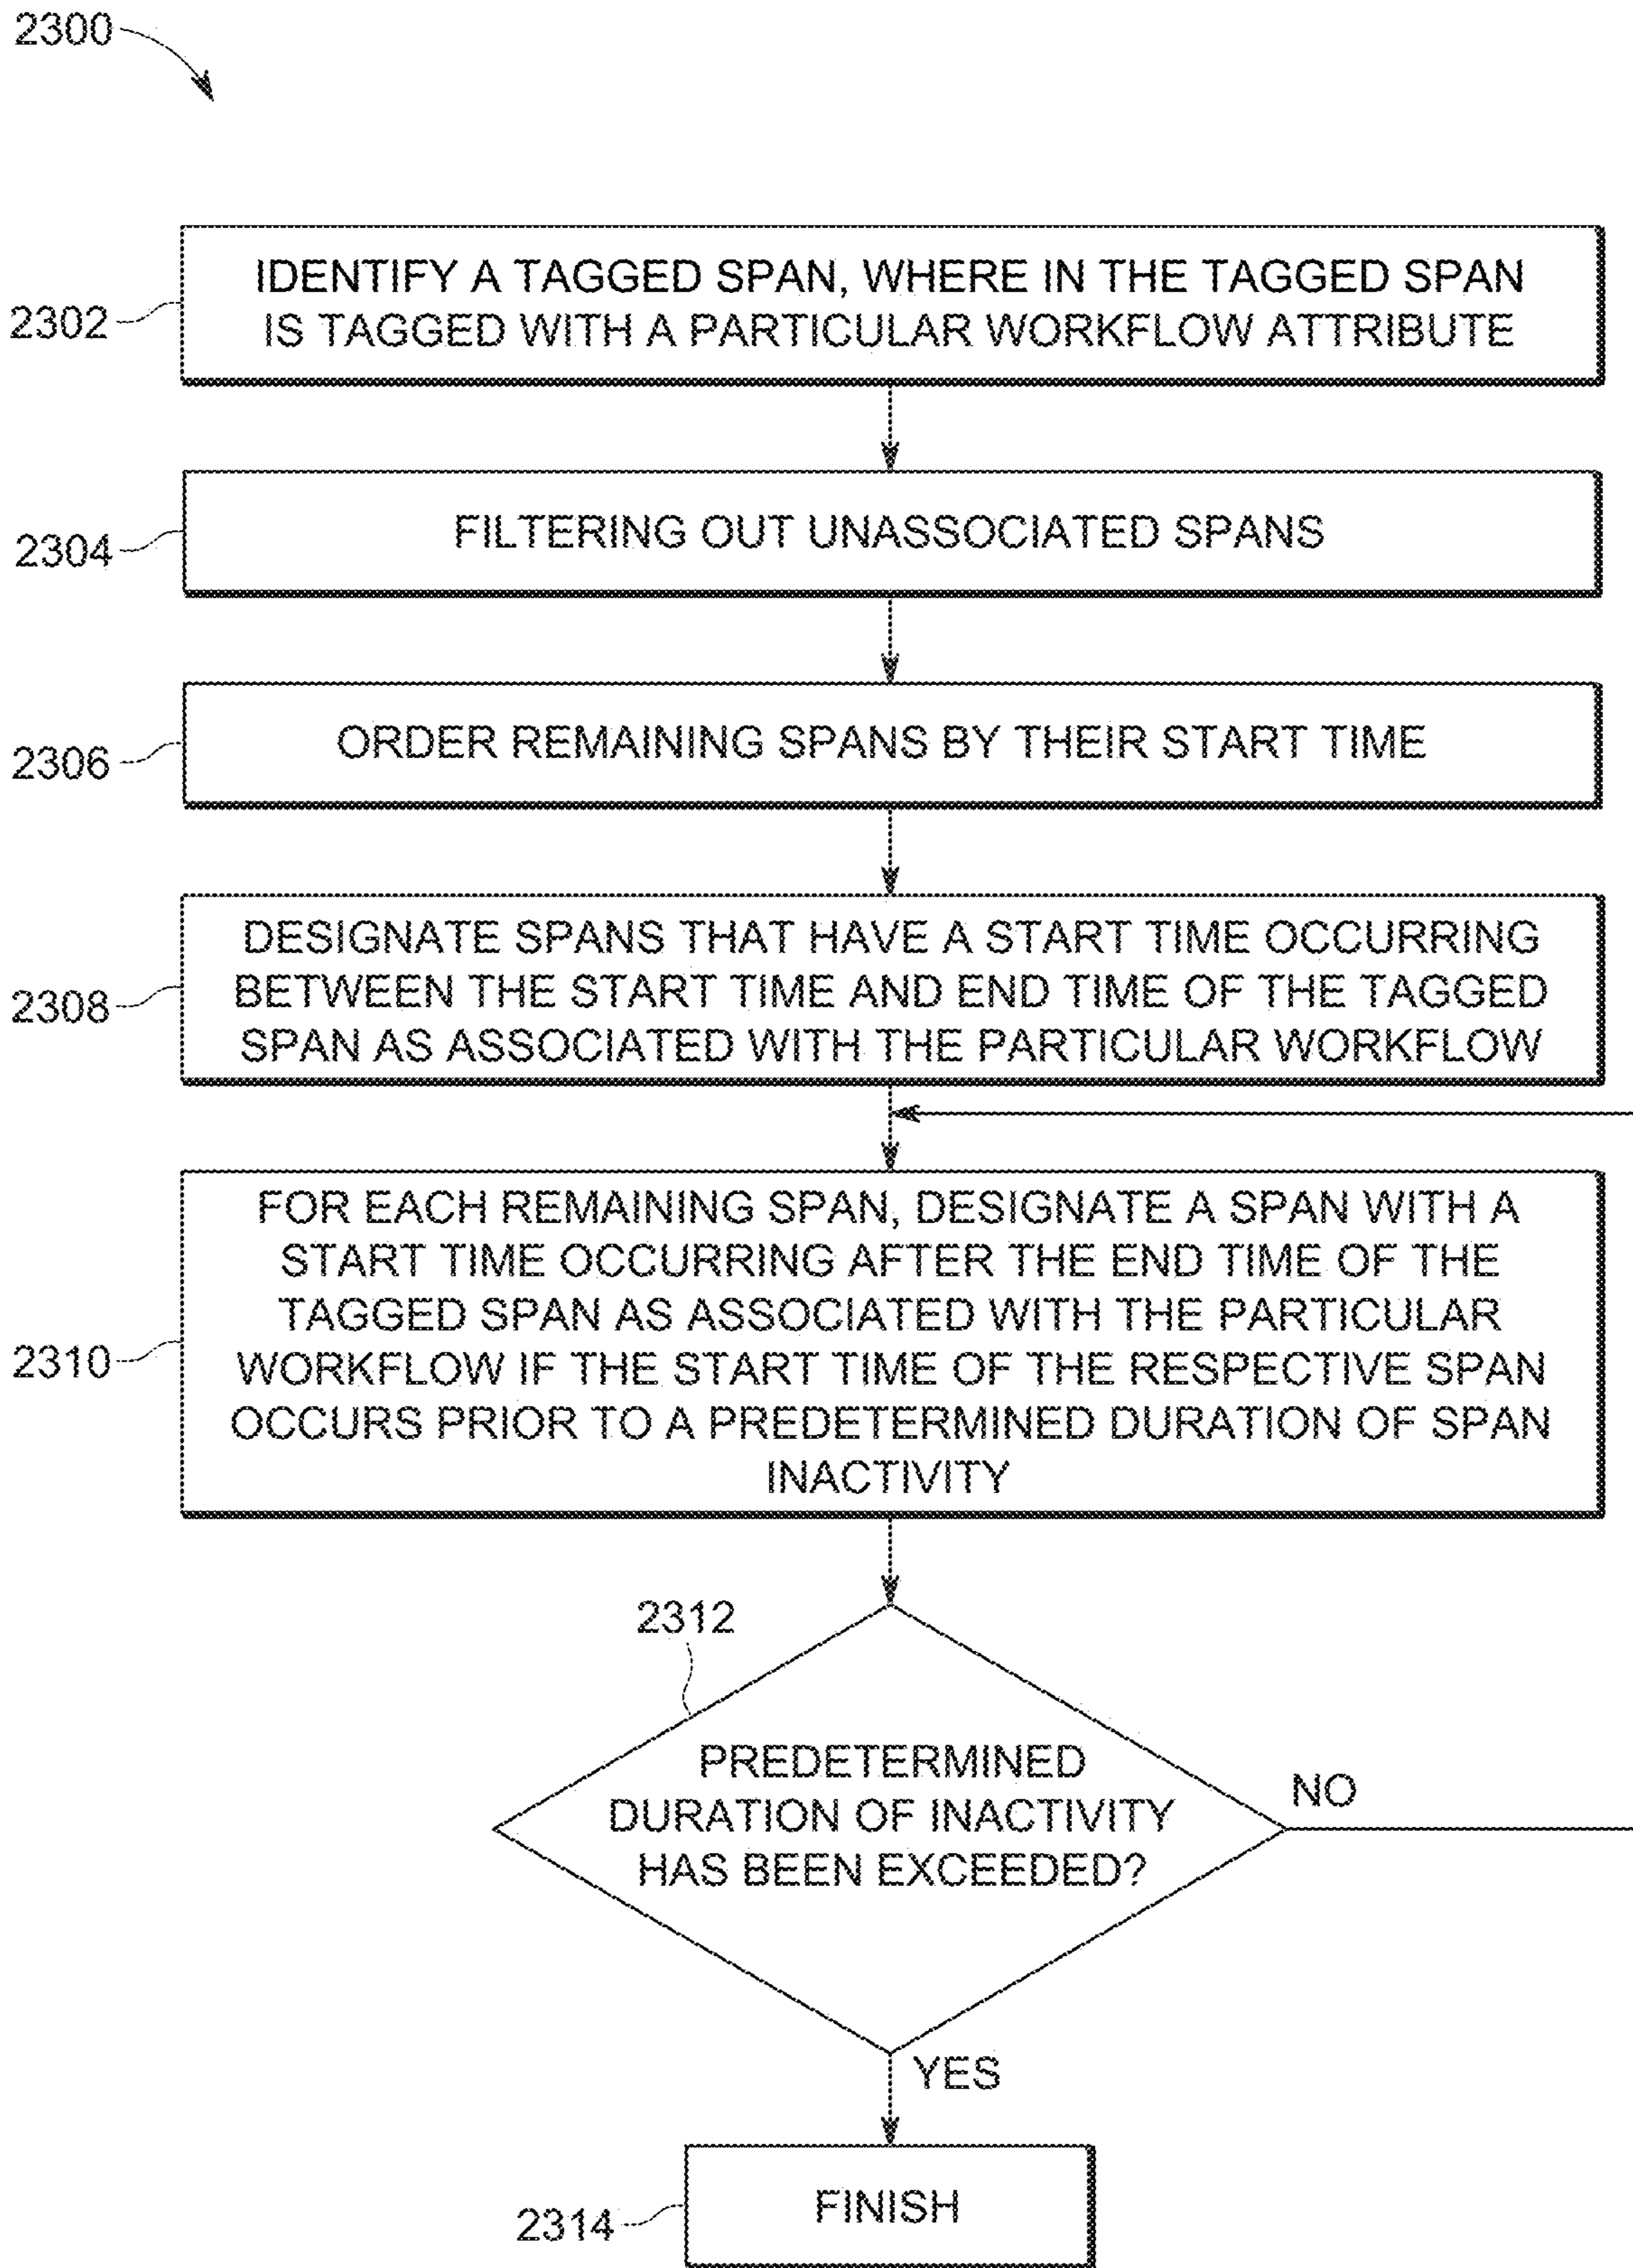 2300
IDENTIFY A TAGGED SPAN, WHERE IN THE TAGGED SPAN
IS TAGGED WITH A PARTICULAR WORKFLOW ATTRIBUTE
2302
FILTERING OUT UNASSOCIATED SPANS
2304
ORDER REMAINING SPANS BY THEIR START TIME
2306
DESIGNATE SPANS THAT HAVE A START TIME OCCURRING
BETWEEN THE START TIME AND END TIME OF THE TAGGED
SPAN AS ASSOCIATED WITH THE PARTICULAR WORKFLOW
2308
FOR EACH REMAINING SPAN, DESIGNATE A SPAN WITH A
START TIME OCCURRING AFTER THE END TIME OF THE
TAGGED SPAN AS ASSOCIATED WITH THE PARTICULAR
WORKFLOW IF THE START TIME OF THE RESPECTIVE SPAN
OCCURS PRIOR TO A PREDETERMINED DURATION OF SPAN
INACTIVITY
2310
2312
PREDETERMINED
DURATION OF INACTIVITY
HAS BEEN EXCEEDED?
NO
YES
FINISH
2314